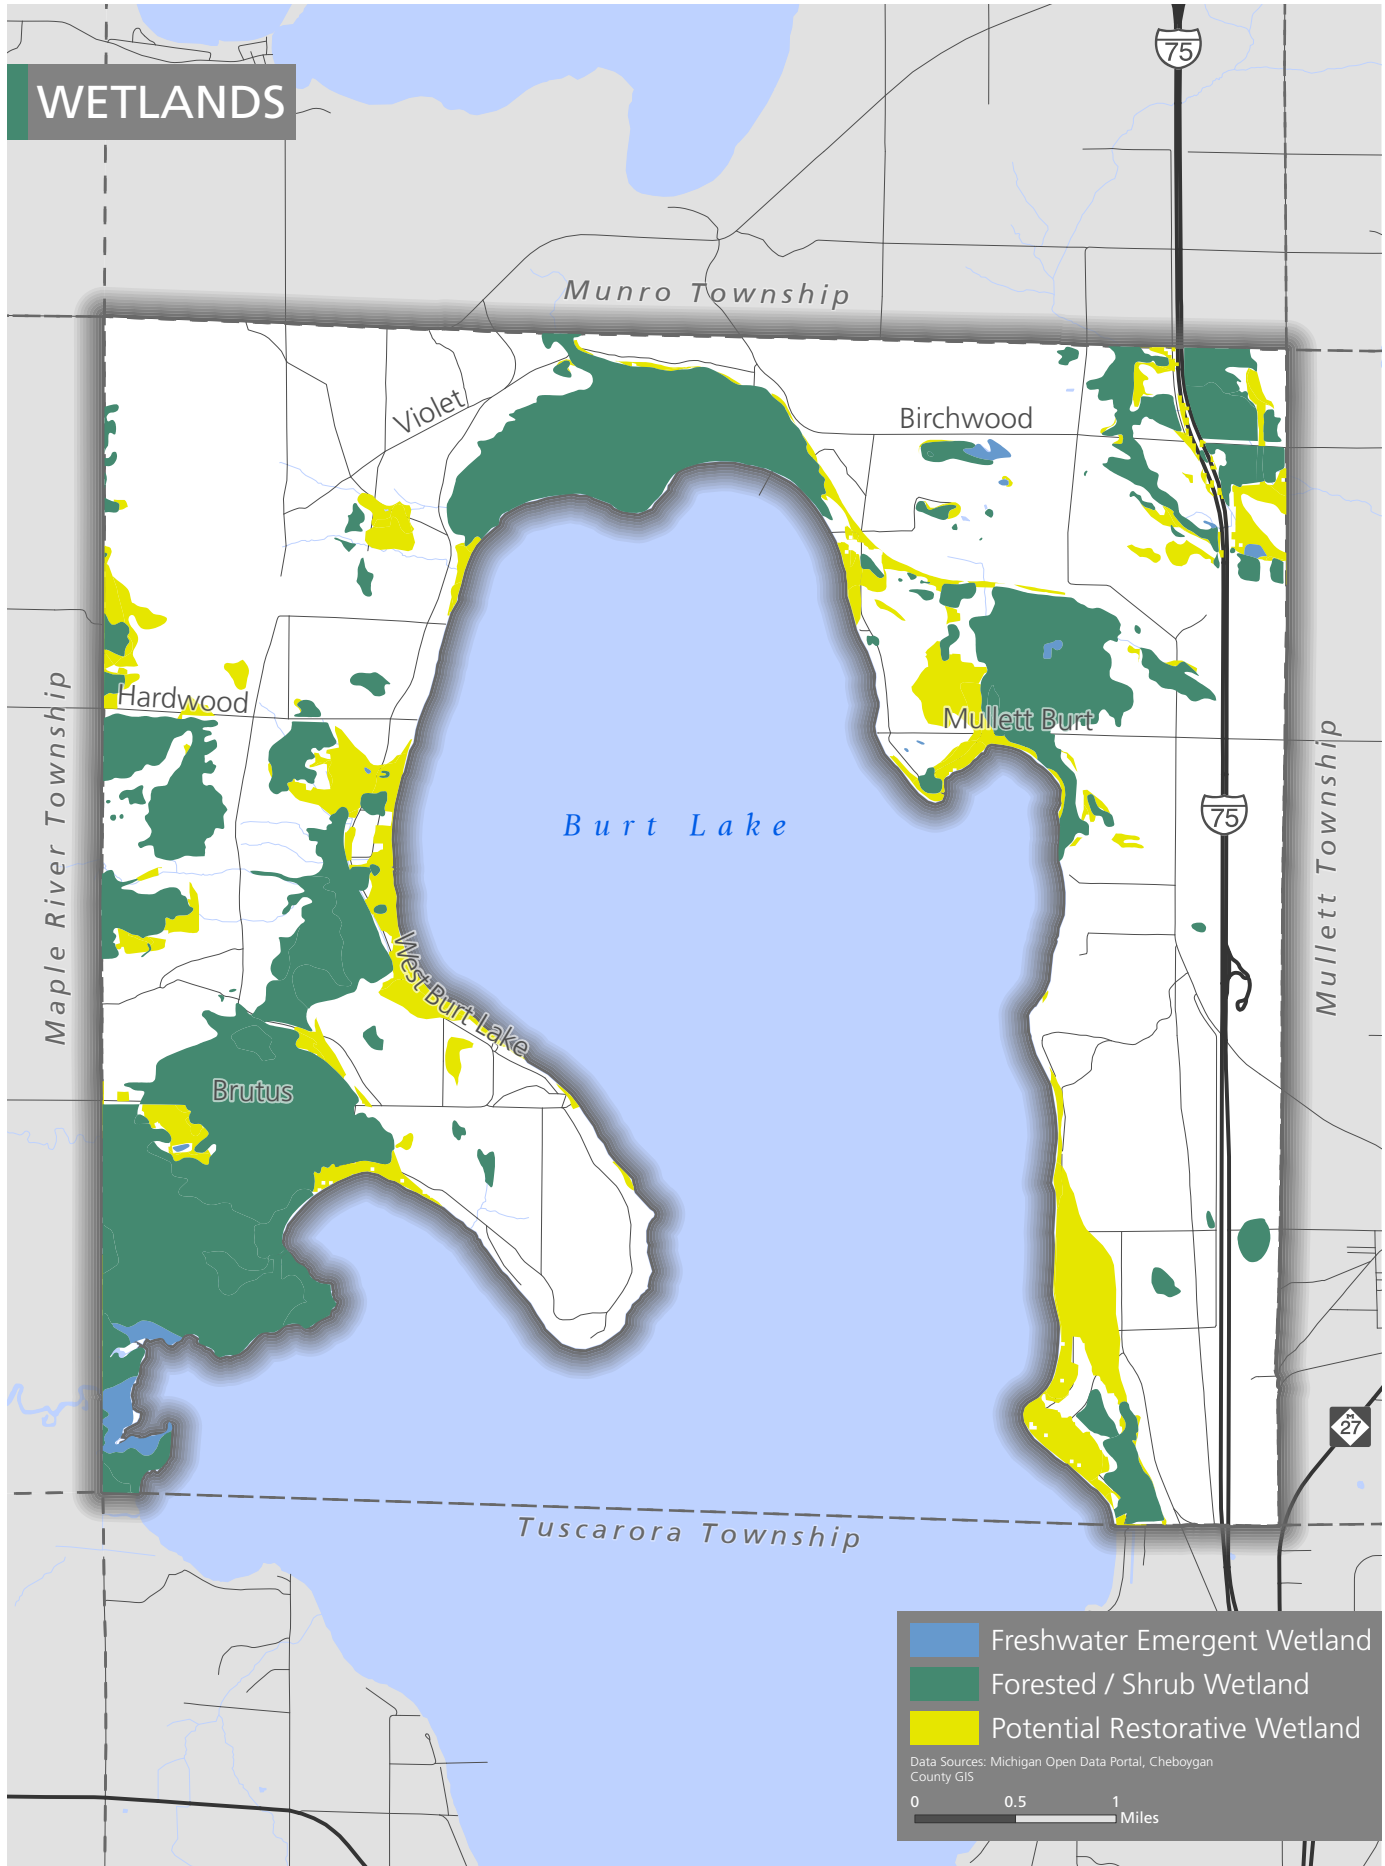 75
WETLANDS
Munro Township
Violet
Birchwood
Maple River Township
Hardwood
Mullett Burt
Mullett Township
Burt Lake
75
West Burt Lake
Brutus
M
27
Tuscarora Township
Freshwater Emergent Wetland
Forested / Shrub Wetland
Potential Restorative Wetland
Data Sources: Michigan Open Data Portal, Cheboygan
County GIS
0 0.5 1
Miles